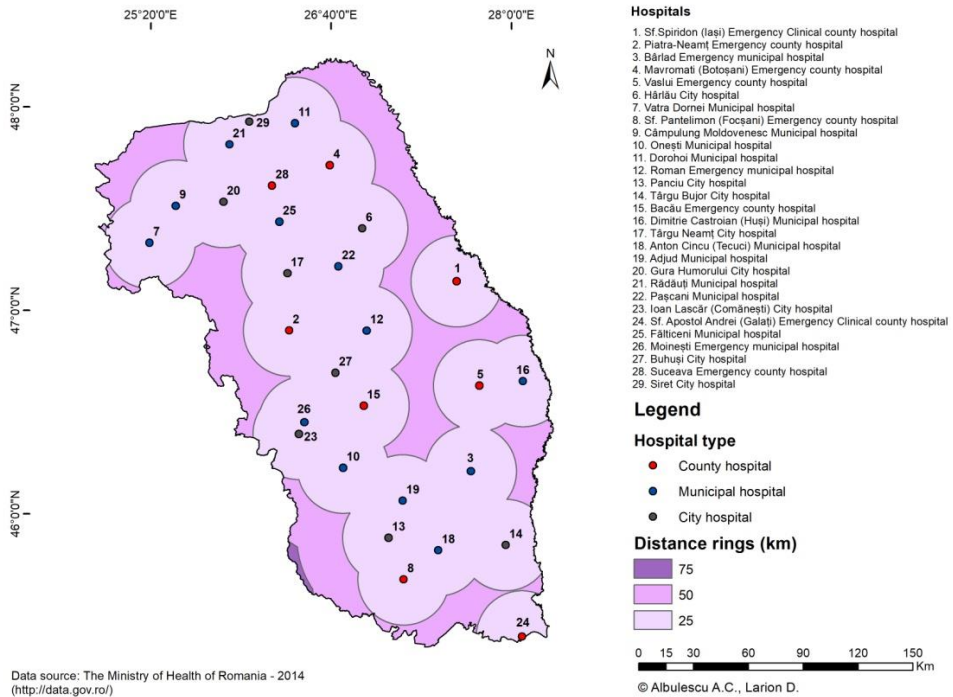 25°20'0"E 26°40'0"E 28°0'0"E
N
48°0'0"N
47°0'0"N
46°0'0"N
29
11
21
4
28
9
20
25
6
7
17
22
1
2
12
27
5
16
15
26
23
10
3
19
13
18
14
8
24
Data source: The Ministry of Health of Romania - 2014
(http://data.gov.ro/)
Hospitals
1. Sf.Spiridon (Iași) Emergency Clinical county hospital
2. Piatra-Neamț Emergency county hospital
3. Bârlad Emergency municipal hospital
4. Mavromati (Botoșani) Emergency county hospital
5. Vaslui Emergency county hospital
6. Hârlău City hospital
7. Vatra Dornei Municipal hospital
8. Sf. Pantelimon (Focșani) Emergency county hospital
9. Câmpulung Moldovenesc Municipal hospital
10. Onești Municipal hospital
11. Dorohoi Municipal hospital
12. Roman Emergency municipal hospital
13. Panciu City hospital
14. Târgu Bujor City hospital
15. Bacău Emergency county hospital
16. Dimitrie Castroian (Huși) Municipal hospital
17. Târgu Neamț City hospital
18. Anton Cincu (Tecuci) Municipal hospital
19. Adjud Municipal hospital
20. Gura Humorului City hospital
21. Rădăuți Municipal hospital
22. Pașcani Municipal hospital
23. Ioan Lascăr (Comănești) City hospital
24. Sf. Apostol Andrei (Galați) Emergency Clinical county hospital
25. Fălticeni Municipal hospital
26. Moinești Emergency municipal hospital
27. Buhuși City hospital
28. Suceava Emergency county hospital
29. Siret City hospital
Legend
Hospital type
County hospital
Municipal hospital
City hospital
Distance rings (km)
75
50
25
0 15 30 60 90 120 150
Km
© Albulescu A.C., Larion D.